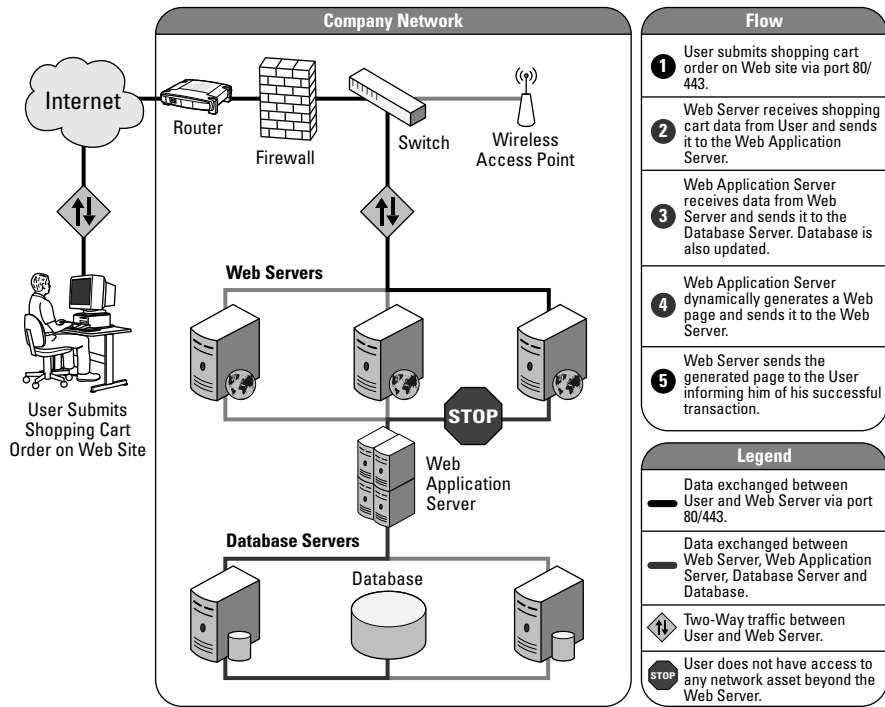 Company Network
Internet
Router
Firewall
Switch
Wireless
Access Point
Web Servers
User Submits
Shopping Cart
Order on Web Site
STOP
Web
Application
Server
Database Servers
Database
Flow
1 User submits shopping cart
order on Web site via port 80/
443.
2 Web Server receives shopping
cart data from User and sends
it to the Web Application
Server.
3 Web Application Server
receives data from Web
Server and sends it to the
Database Server. Database is
also updated.
4 Web Application Server
dynamically generates a Web
page and sends it to the Web
Server.
5 Web Server sends the
generated page to the User
informing him of his successful
transaction.
Legend
Data exchanged between
User and Web Server via port
80/443.
Data exchanged between
Web Server, Web Application
Server, Database Server and
Database.
Two-Way traffic between
User and Web Server.
STOP User does not have access to
any network asset beyond the
Web Server.